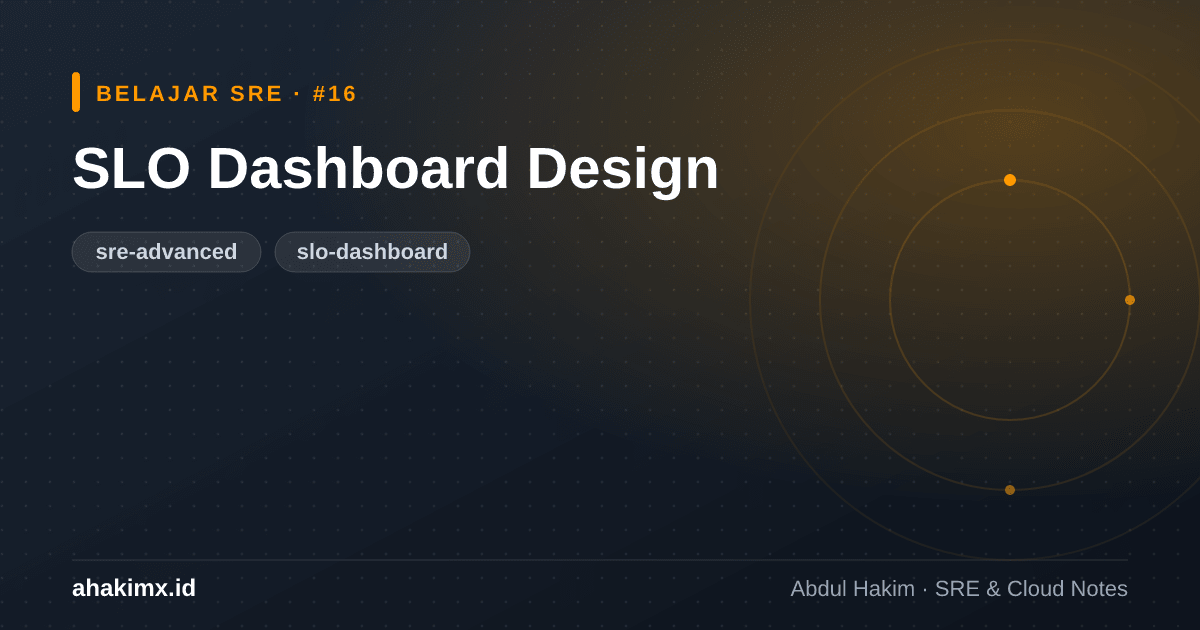 BELAJAR SRE · #16
SLO Dashboard Design
sre-advanced slo-dashboard
ahakimx.id Abdul Hakim · SRE & Cloud Notes